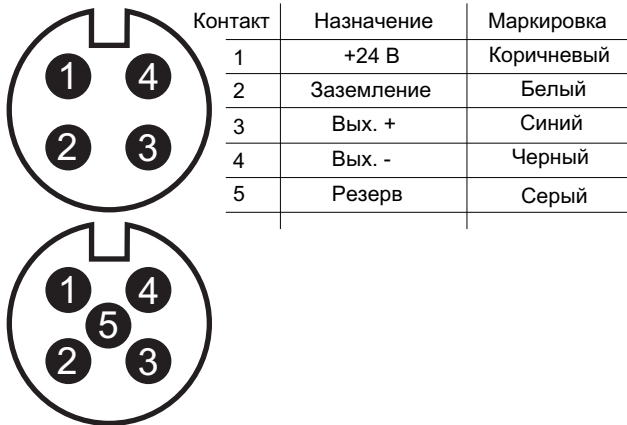 Контакт Назначение Маркировка
1 +24 В Коричневый
2 Заземление Белый
3 Вых. + Синий
4 Вых. - Черный
5 Резерв Серый
1 4
2 3
1 4
5
2 3